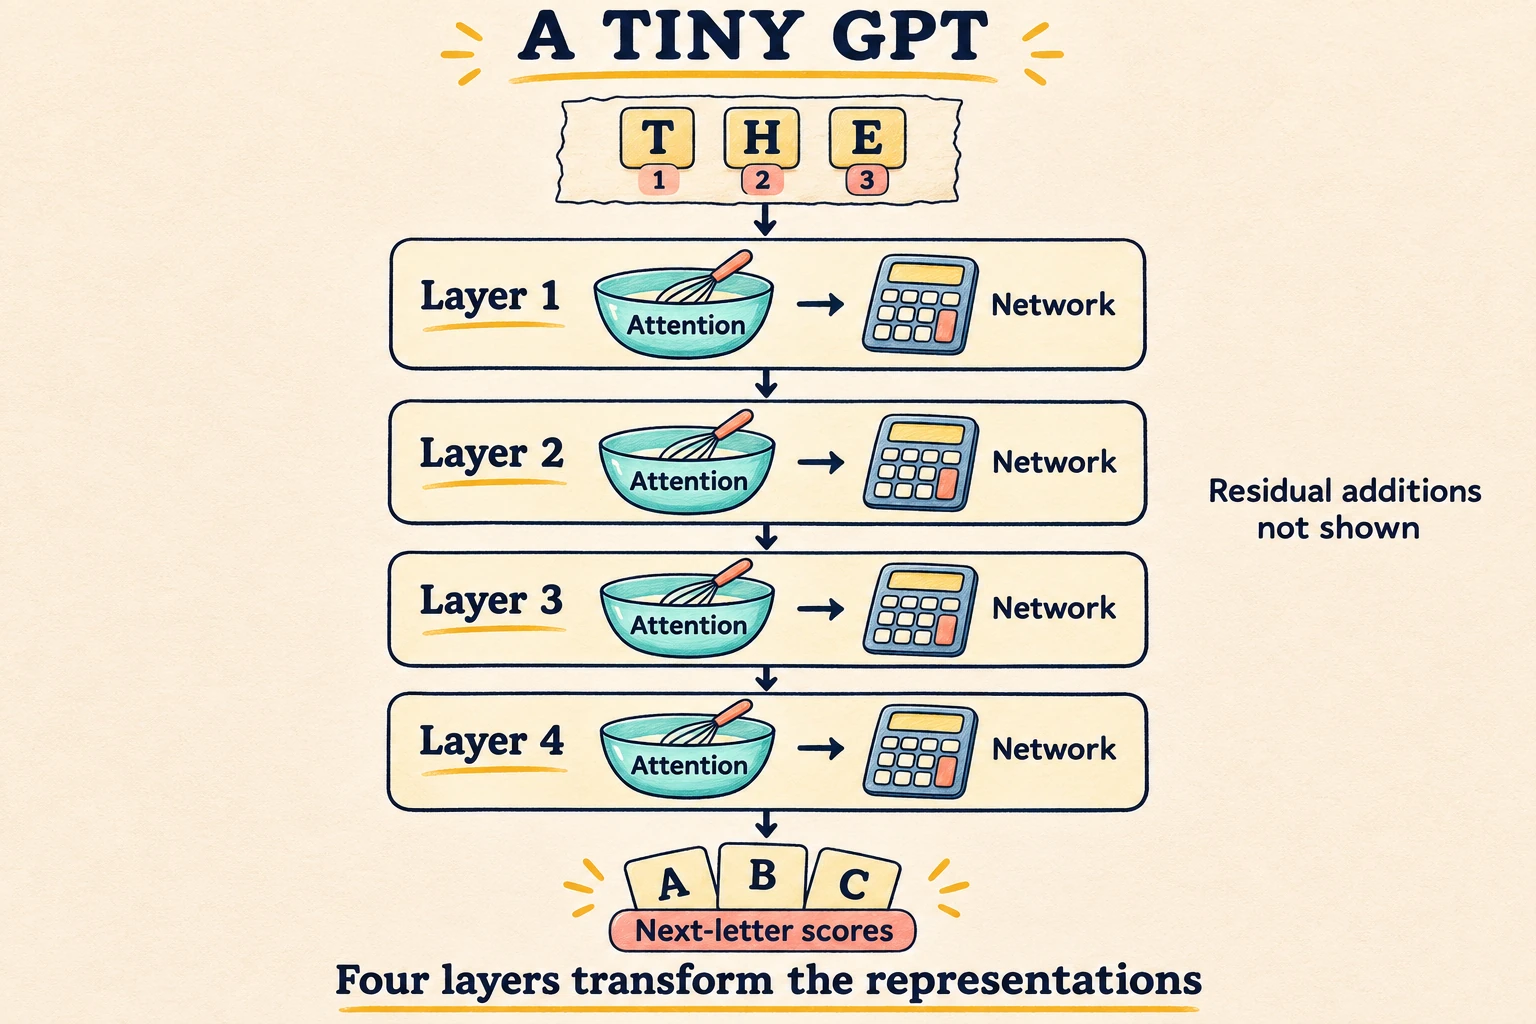 A TINY GPT
T H E
1 2 3
Layer 1 Attention Network
Layer 2 Attention Network
Residual additions
not shown
Layer 3 Attention Network
Layer 4 Attention Network
A B C
Next-letter scores
Four layers transform the representations